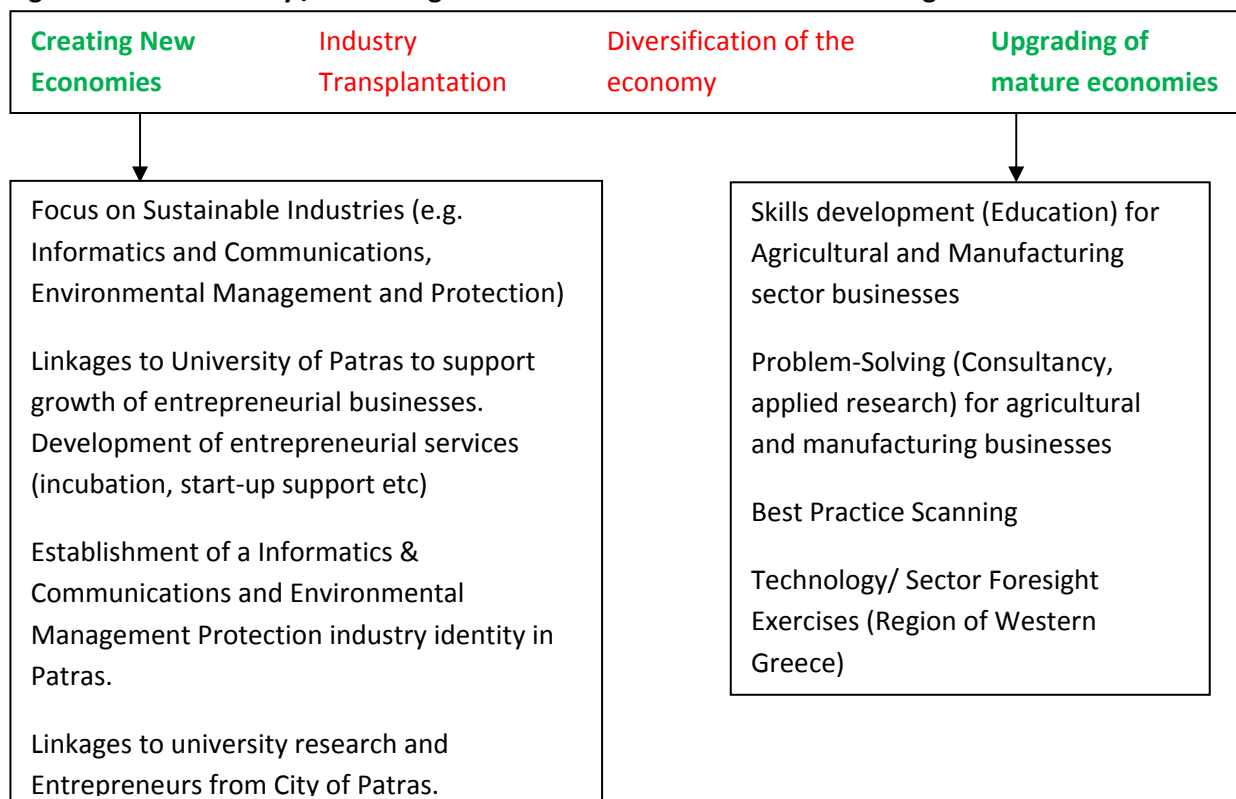 Creating New
Economies
Industry
Transplantation
Diversification of the
economy
Upgrading of
mature economies
Focus on Sustainable Industries (e.g.
Informatics and Communications,
Environmental Management and Protection)
Linkages to University of Patras to support
growth of entrepreneurial businesses.
Development of entrepreneurial services
(incubation, start-up support etc)
Establishment of a Informatics &
Communications and Environmental
Management Protection industry identity in
Patras.
Linkages to university research and
Entrepreneurs from City of Patras.
Skills development (Education) for
Agricultural and Manufacturing
sector businesses
Problem-Solving (Consultancy,
applied research) for agricultural
and manufacturing businesses
Best Practice Scanning
Technology/ Sector Foresight
Exercises (Region of Western
Greece)